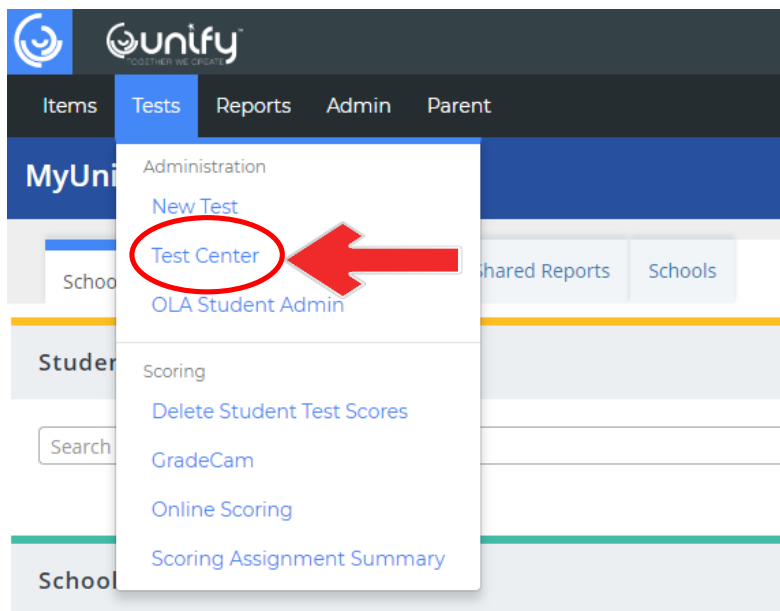 unify™
TOGETHER WE CREATE
Items Tests Reports Admin Parent
MyUni
Administration
New Test
Test Center
OLA Student Admin
Schoo
Shared Reports Schools
Studen
Scoring
Delete Student Test Scores
Search
GradeCam
Online Scoring
Scoring Assignment Summary
School